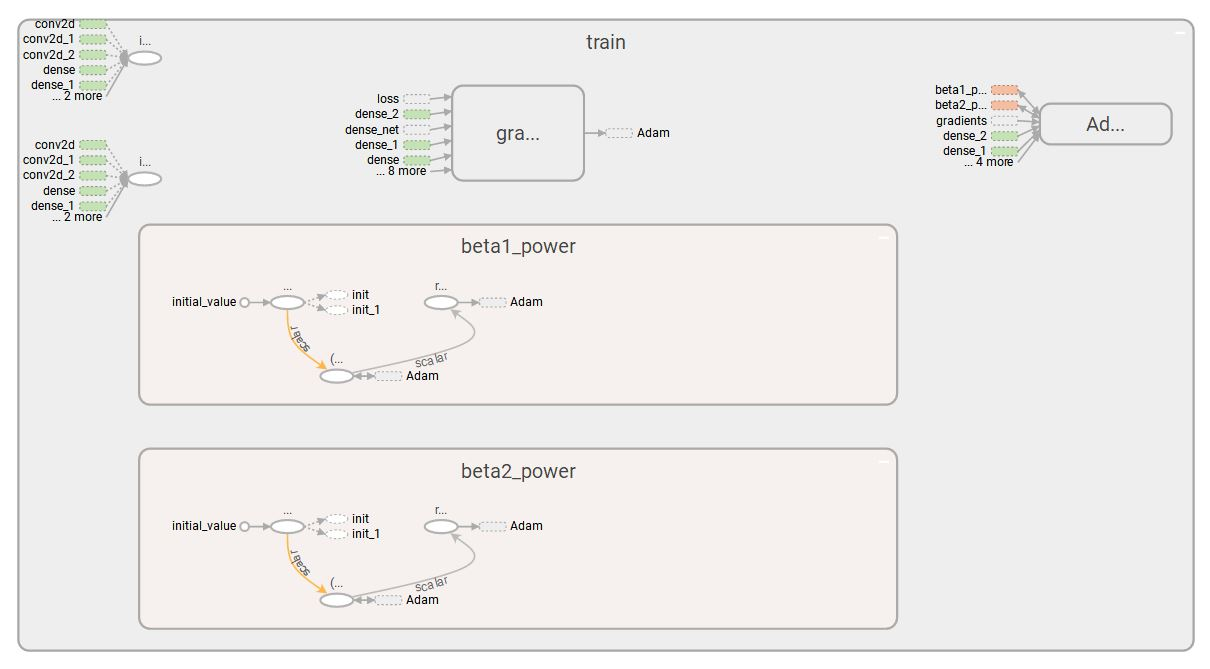 train
conv2d
conv2d_1
conv2d_2
dense
dense_1
... 2 more
i...
conv2d
conv2d_1
conv2d_2
dense
dense_1
... 2 more
i...
loss
dense_2
dense_net
dense_1
dense
... 8 more
gra...
Adam
beta1_p...
beta2_p...
gradients
dense_2
dense_1
... 4 more
Ad...
beta1_power
initial_value
...
init
init_1
r...
Adam
scalar
(...
scalar
Adam
beta2_power
initial_value
...
init
init_1
r...
Adam
scalar
(...
scalar
Adam